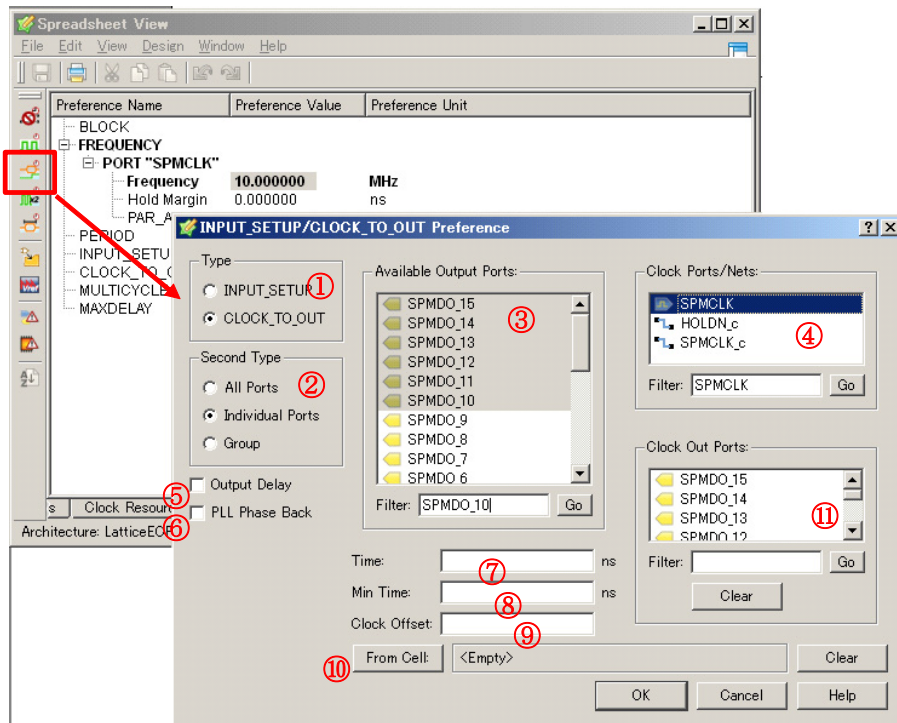 Spreadsheet View
File Edit View Design Window Help
Preference Name Preference Value Preference Unit
BLOCK
FREQUENCY
PORT "SPMCLK"
Frequency 10.000000 MHz
Hold Margin 0.000000 ns
PAR_A
PERIOD
INPUT_SETU
CLOCK_TO_O
MULTICYCLE
MAXDELAY
s Clock Resour
Architecture: LatticeECP
INPUT_SETUP/CLOCK_TO_OUT Preference
Type
INPUT_SETUP ①
CLOCK_TO_OUT
Second Type
All Ports ②
Individual Ports
Group
⑤ Output Delay
⑥ PLL Phase Back
Available Output Ports:
SPMDO_15
SPMDO_14
SPMDO_13
SPMDO_12
SPMDO_11
SPMDO_10
SPMDO_9
SPMDO_8
SPMDO_7
SPMDO_6
③
Filter: SPMDO_10 Go
Clock Ports/Nets:
SPMCLK
HOLDN_c
SPMCLK_c
④
Filter: SPMCLK Go
Clock Out Ports:
SPMDO_15
SPMDO_14
SPMDO_13
SPMDO_12
⑪
Filter: Go
Clear
Time: ⑦ ns
Min Time: ⑧ ns
Clock Offset: ⑨
⑩ From Cell: <Empty> Clear
OK Cancel Help